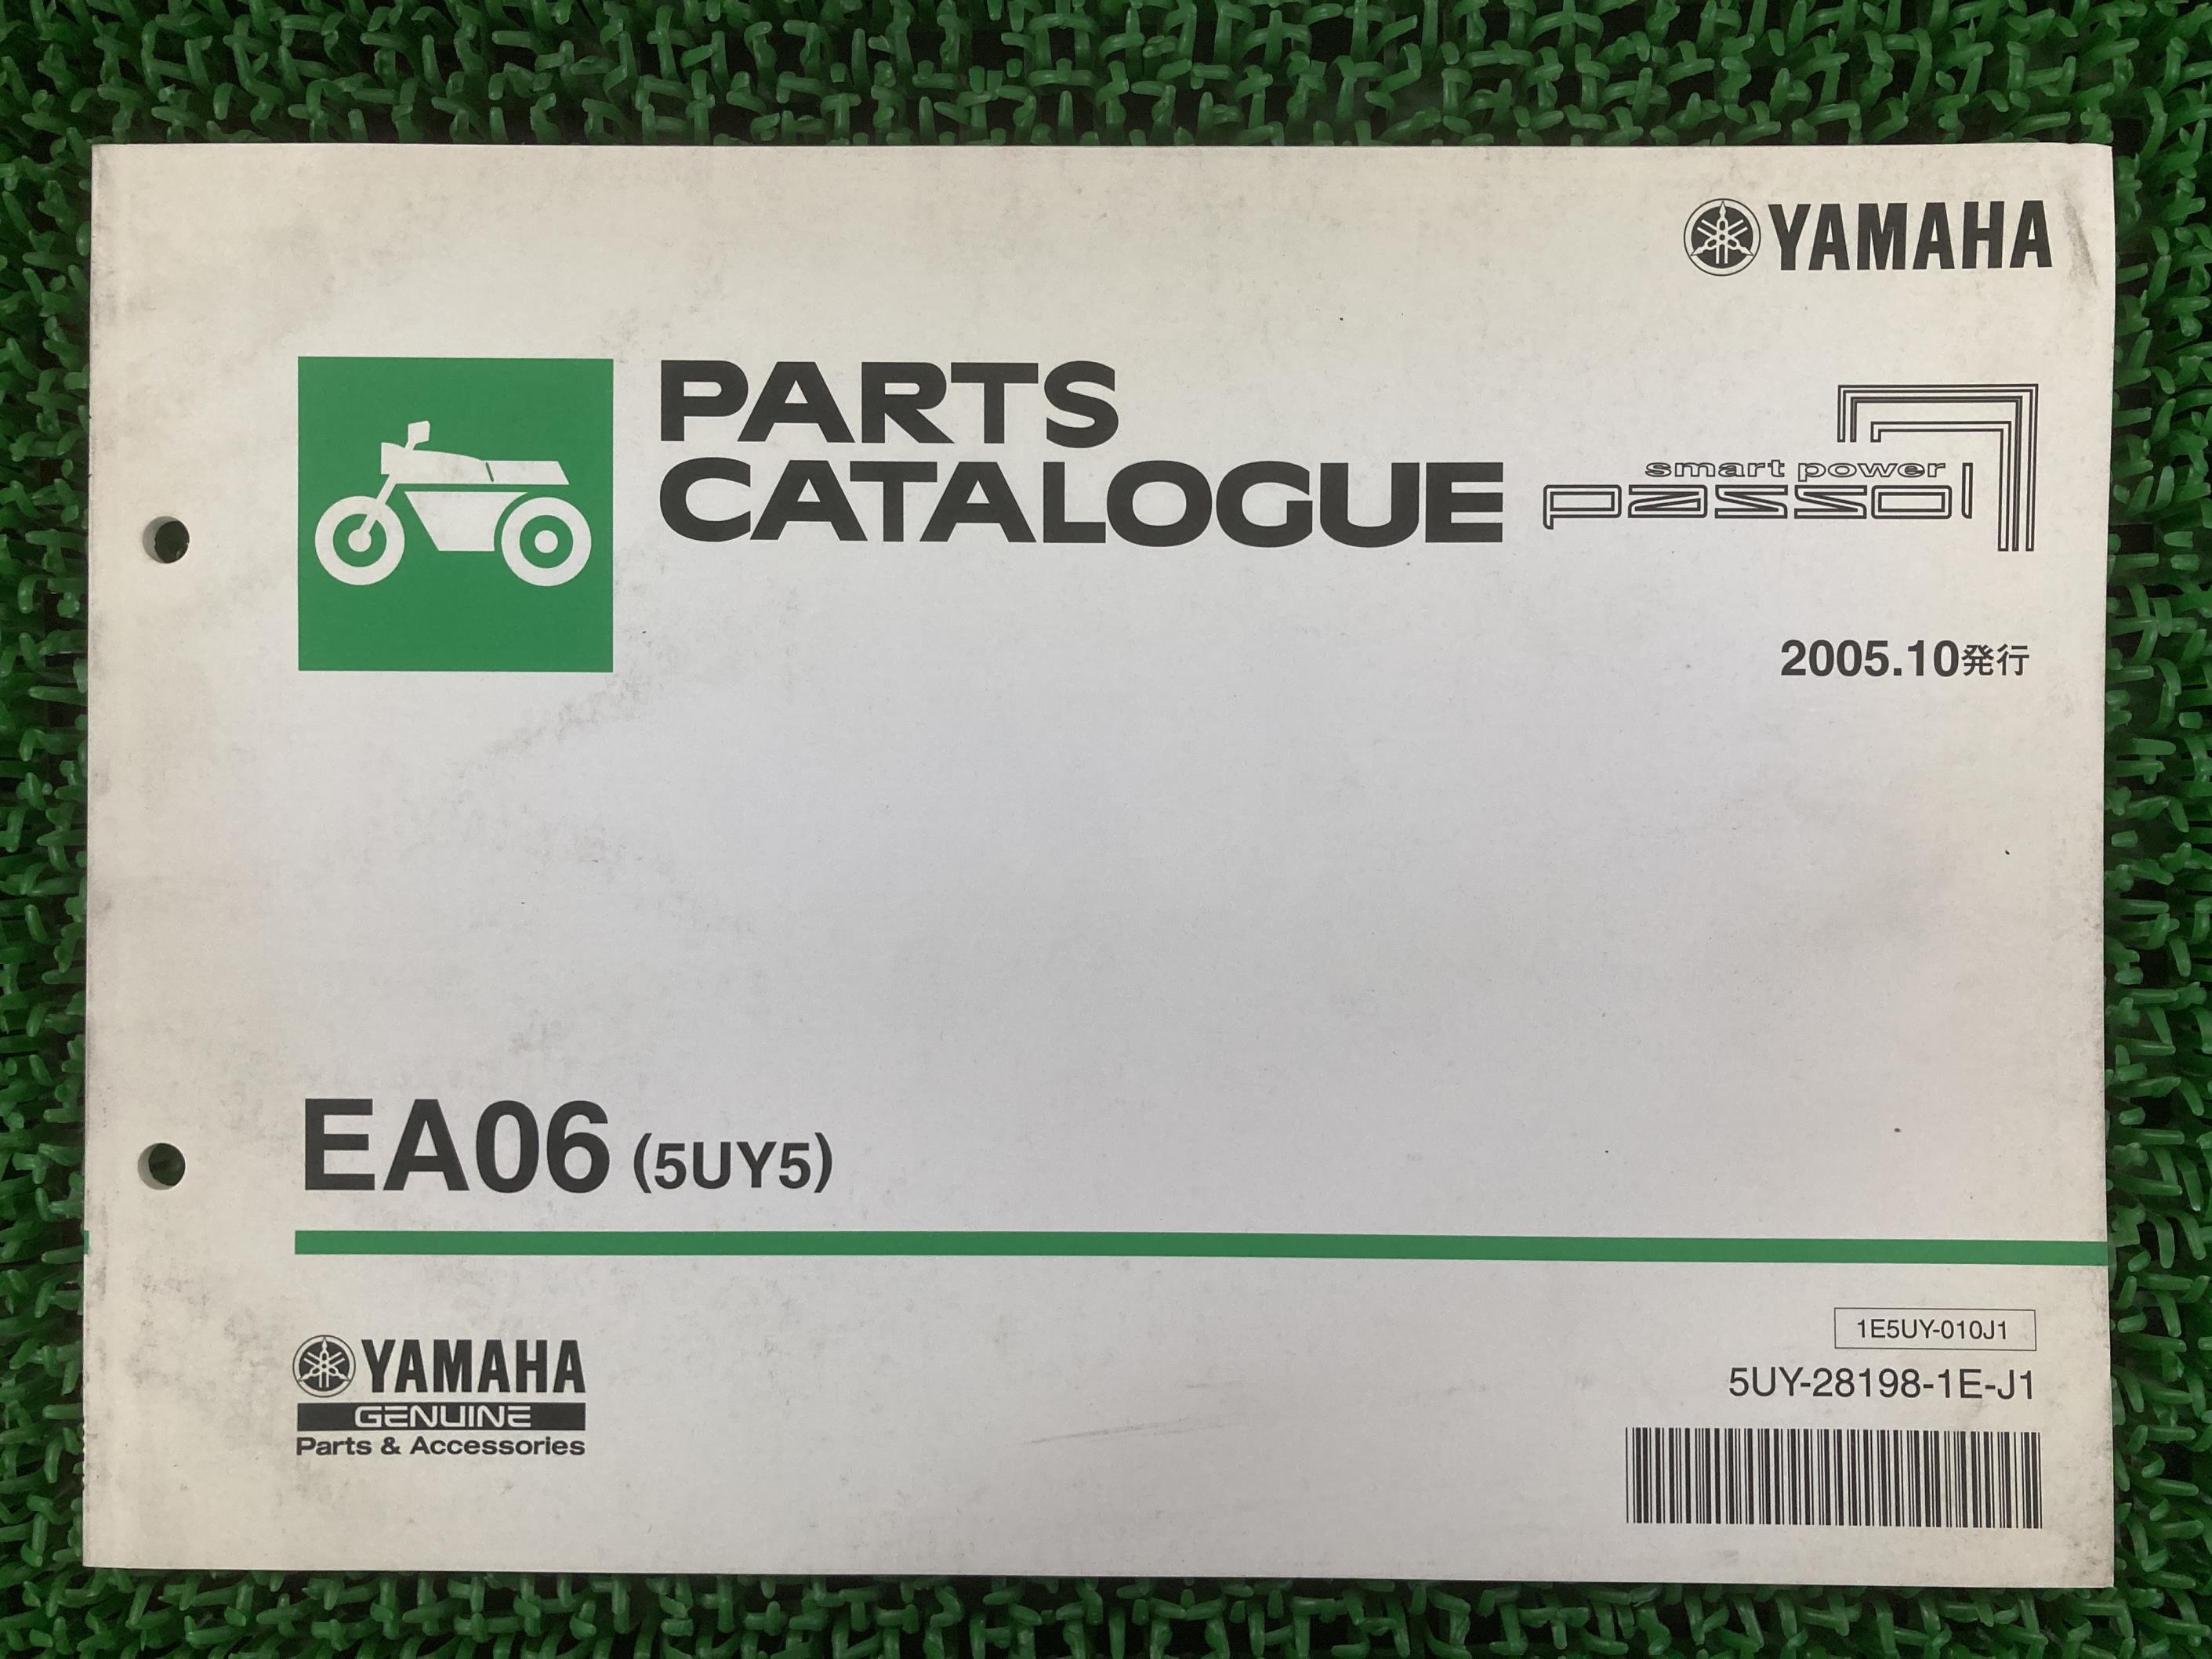 YAMAHA
PARTS
CATALOGUE
smart power
passol
2005.10発行
EA06 (5UY5)
YAMAHA
GENUINE
Parts & Accessories
1E5UY-010J1
5UY-28198-1E-J1